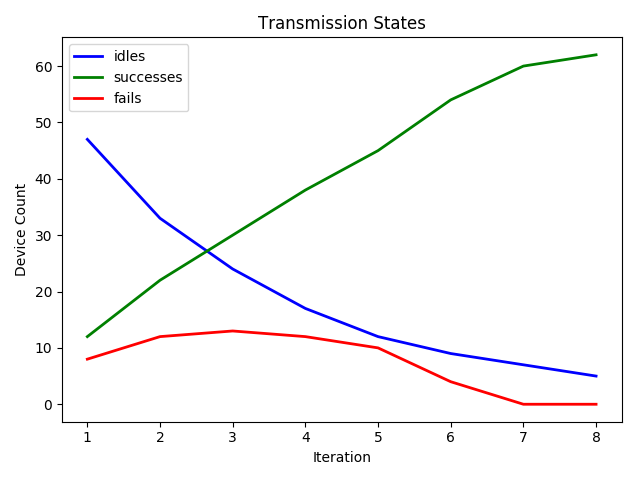 Transmission States
idles
successes
fails
Device Count
60
50
40
30
20
10
0
1 2 3 4 5 6 7 8
Iteration